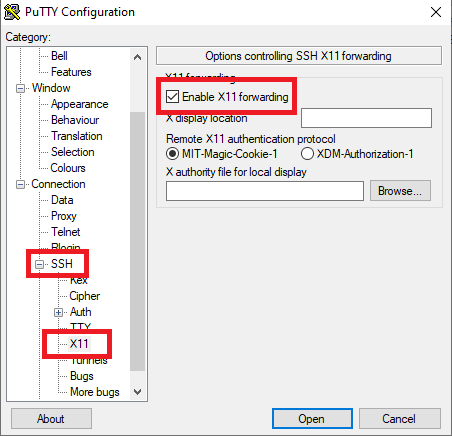 PuTTY Configuration
Category:
Bell
Features
Window
Appearance
Behaviour
Translation
Selection
Colours
Connection
Data
Proxy
Telnet
Rlogin
SSH
Kex
Cipher
Auth
TTY
X11
Tunnels
Bugs
More bugs
Options controlling SSH X11 forwarding
X11 forwarding
Enable X11 forwarding
X display location
Remote X11 authentication protocol
MIT-Magic-Cookie-1 XDM-Authorization-1
X authority file for local display
Browse...
About Open Cancel